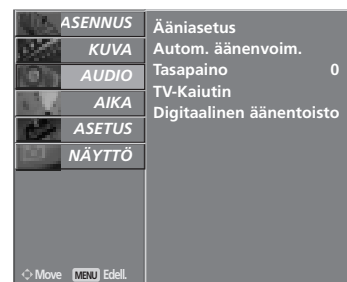 ASENNUS
KUVA
AUDIO
AIKA
ASETUS
NÄYTTÖ
Ääniasetus
Autom. äänenvoim.
Tasapaino 0
TV-Kaiutin
Digitaalinen äänentoisto
Move MENU Edell.